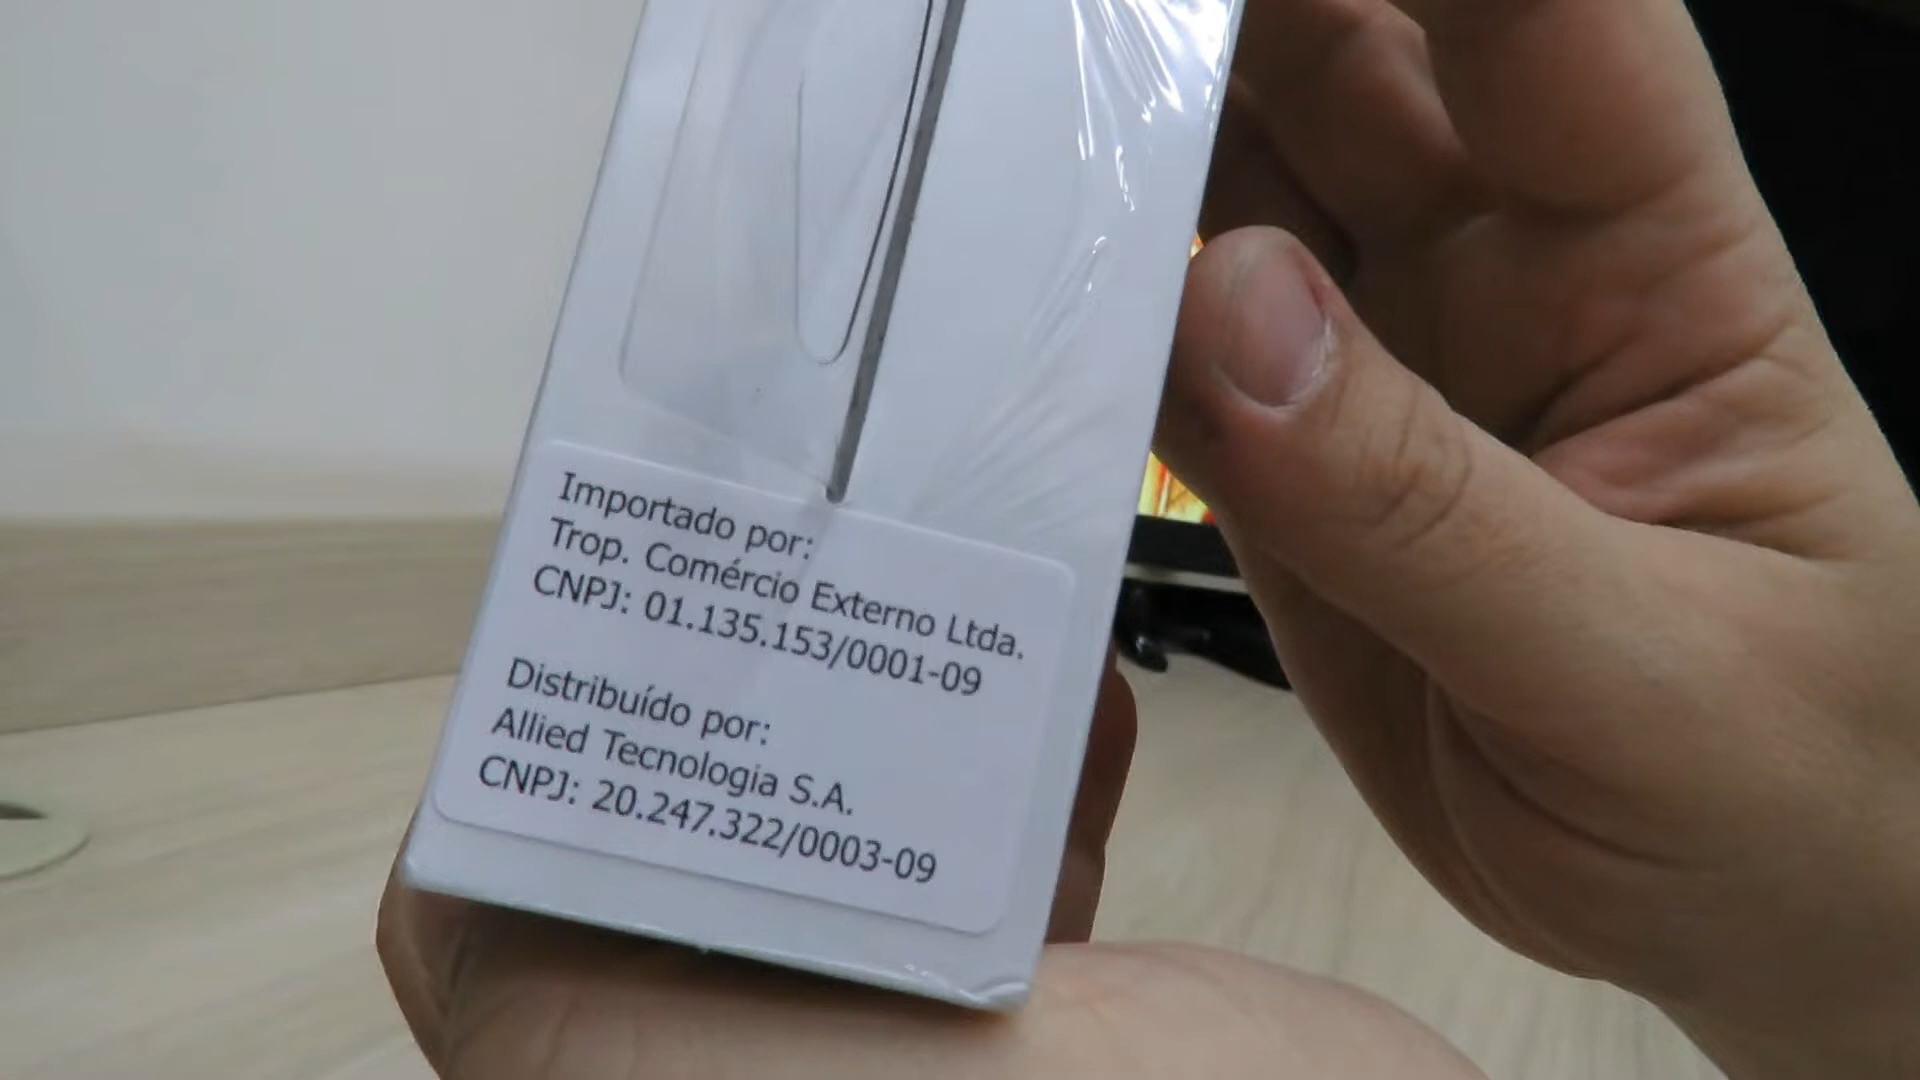 Importado por:
Trop. Comércio Externo Ltda.
CNPJ: 01.135.153/0001-09
Distribuído por:
Allied Tecnologia S.A.
CNPJ: 20.247.322/0003-09